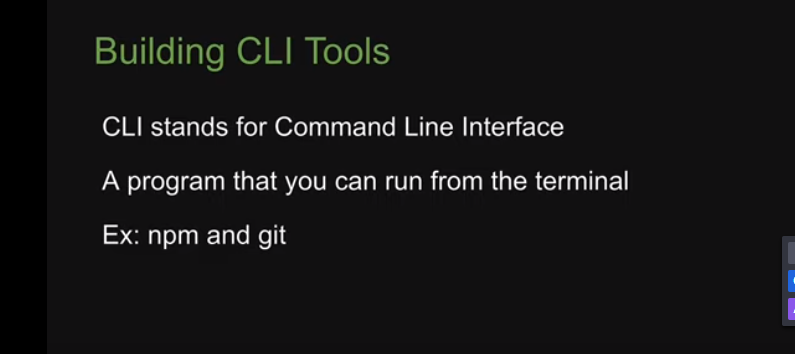 Building CLI Tools
CLI stands for Command Line Interface
A program that you can run from the terminal
Ex: npm and git